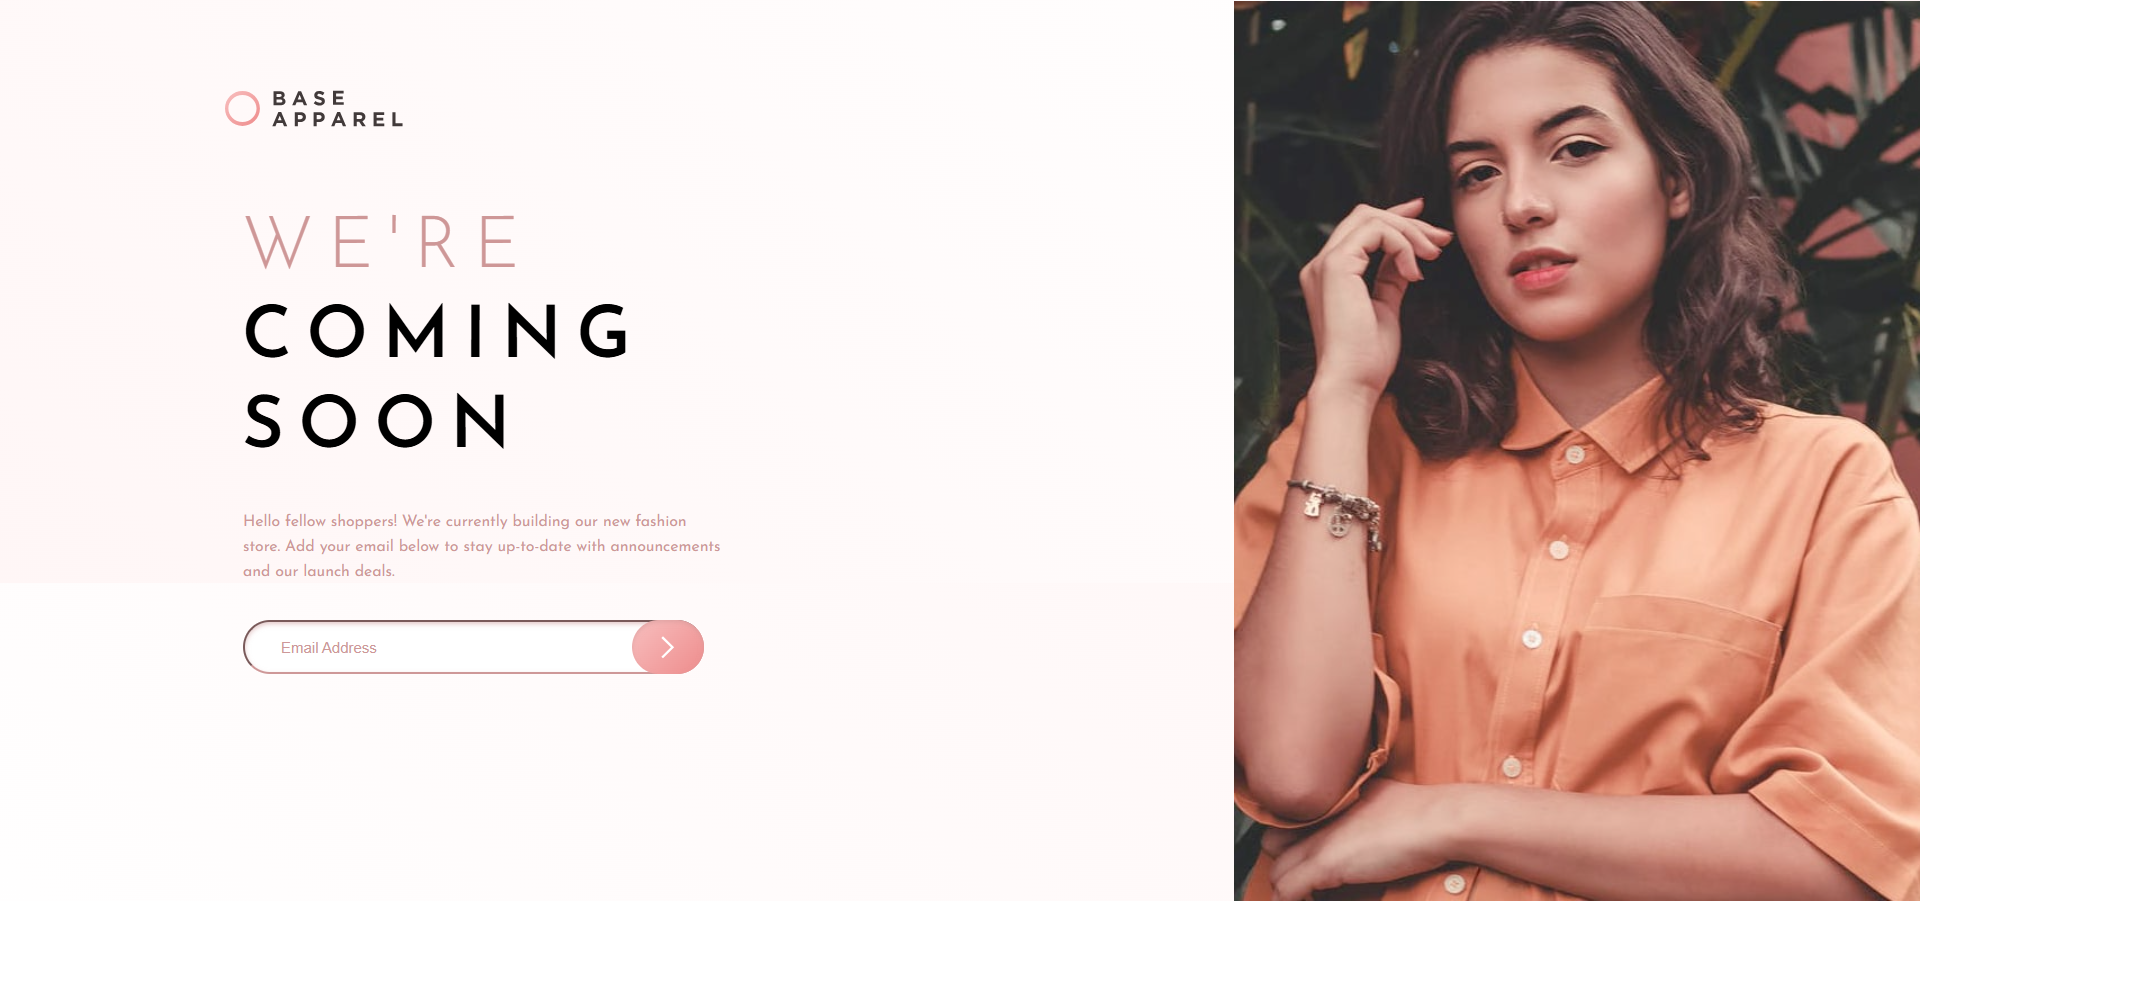 BASE
APPAREL
WE'RE
COMING
SOON
Hello fellow shoppers! We're currently building our new fashion
store. Add your email below to stay up-to-date with announcements
and our launch deals.
Email Address